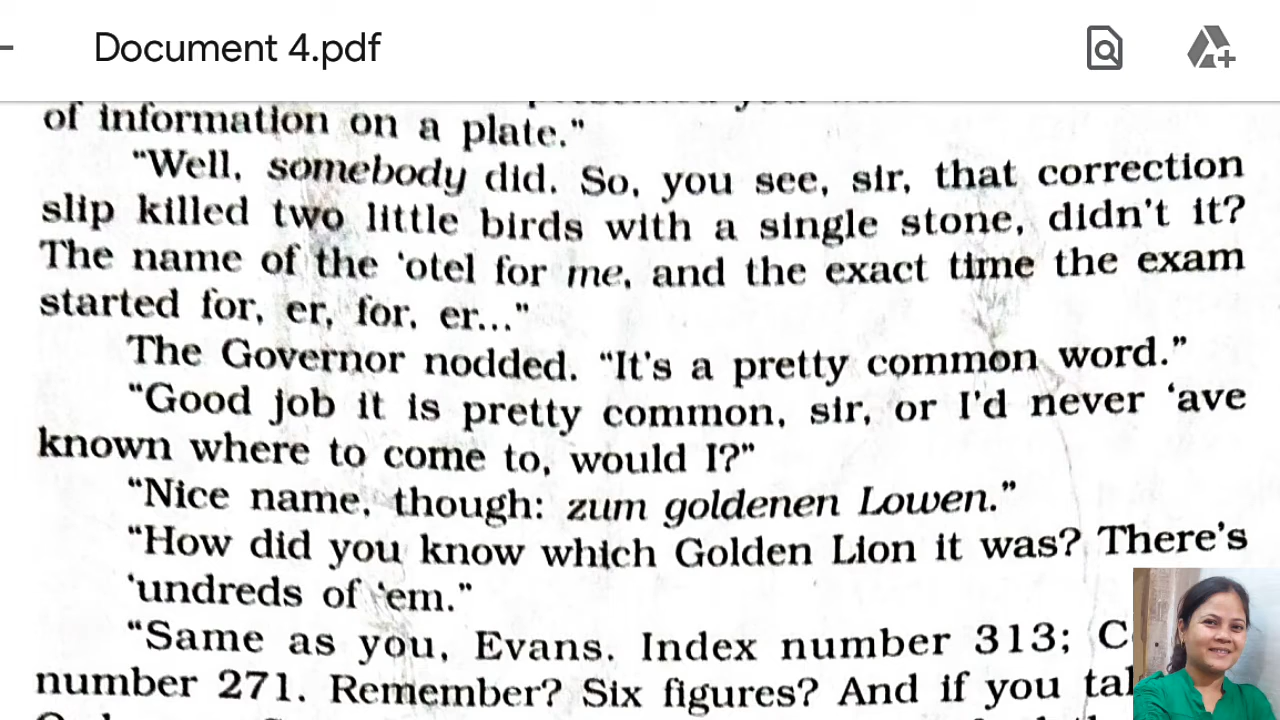 Document 4.pdf
of information on a plate."
"Well, somebody did. So, you see, sir, that correction
slip killed two little birds with a single stone, didn't it?
The name of the 'otel for me, and the exact time the exam
started for, er, for, er..."
The Governor nodded. "It's a pretty common word."
"Good job it is pretty common, sir, or I'd never 'ave
known where to come to, would I?"
"Nice name, though: zum goldenen Lowen."
"How did you know which Golden Lion it was? There's
'undreds of 'em."
"Same as you, Evans. Index number 313;
number 271. Remember? Six figures? And if you